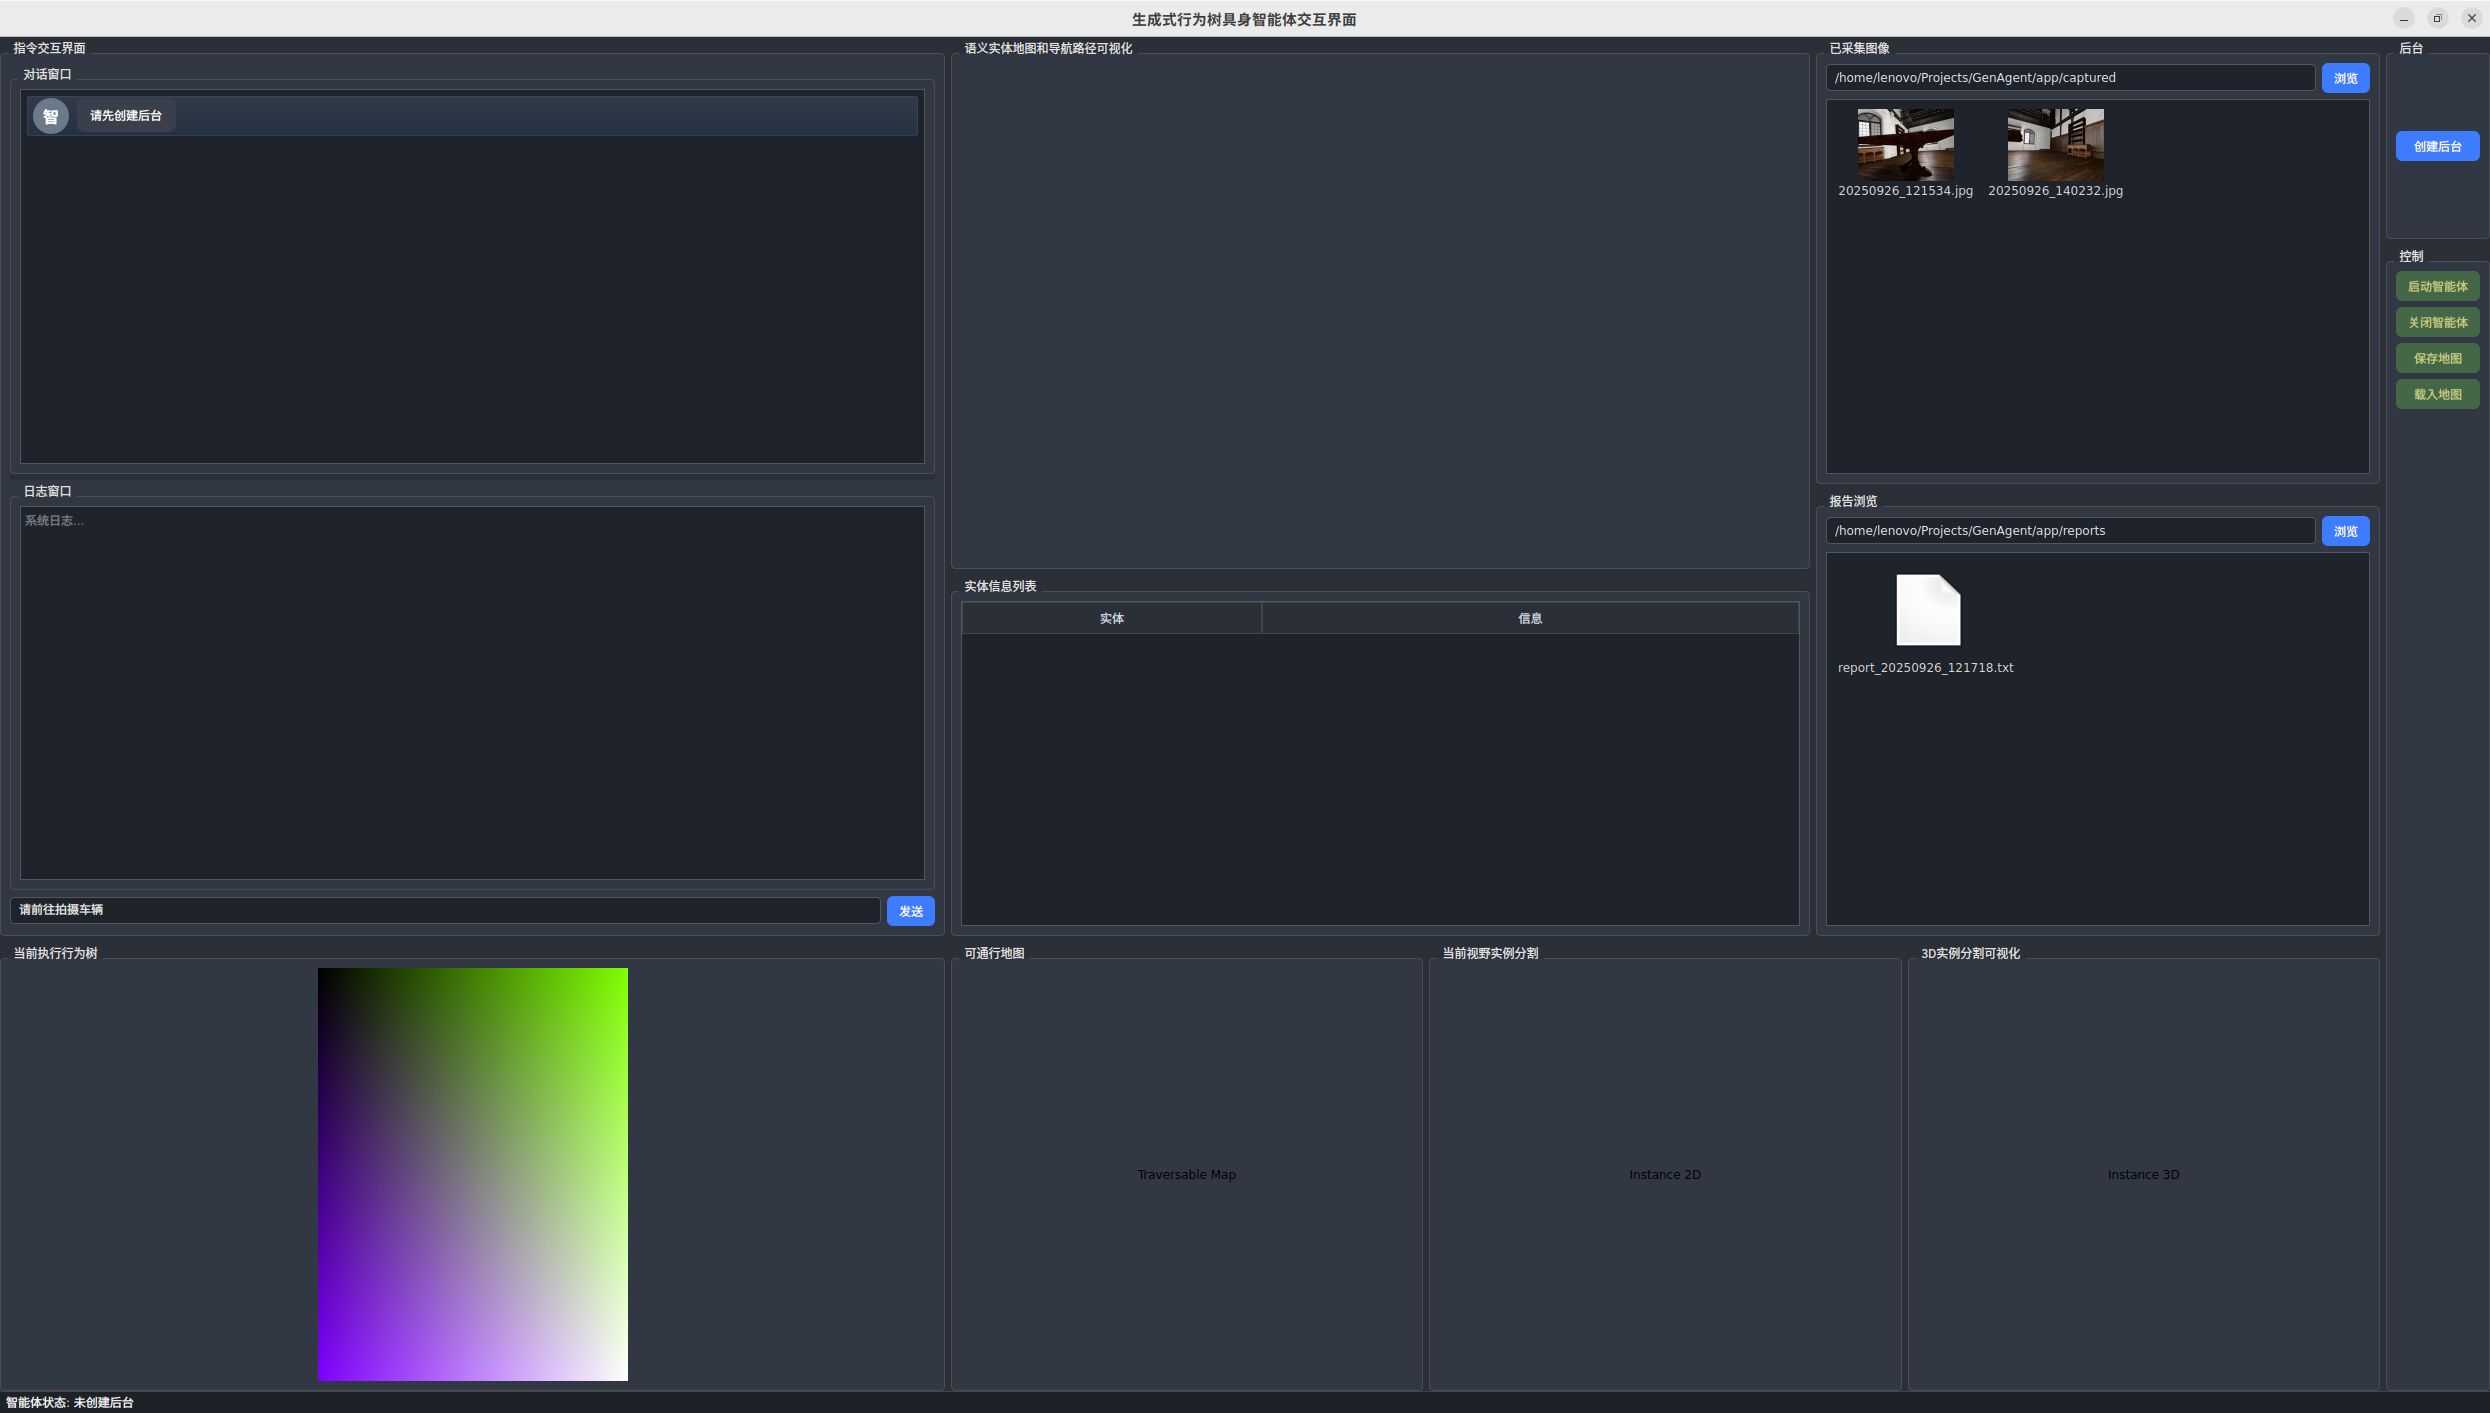 生成式行为树具身智能体交互界面
指令交互界面
对话窗口
智
请先创建后台
日志窗口
系统日志...
请前往拍摄车辆
发送
语义实体地图和导航路径可视化
实体信息列表
实体
信息
已采集图像
/home/lenovo/Projects/GenAgent/app/captured
浏览
20250926_121534.jpg
20250926_140232.jpg
报告浏览
/home/lenovo/Projects/GenAgent/app/reports
浏览
report_20250926_121718.txt
后台
创建后台
控制
启动智能体
关闭智能体
保存地图
载入地图
当前执行行为树
可通行地图
Traversable Map
当前视野实例分割
Instance 2D
3D实例分割可视化
Instance 3D
智能体状态: 未创建后台